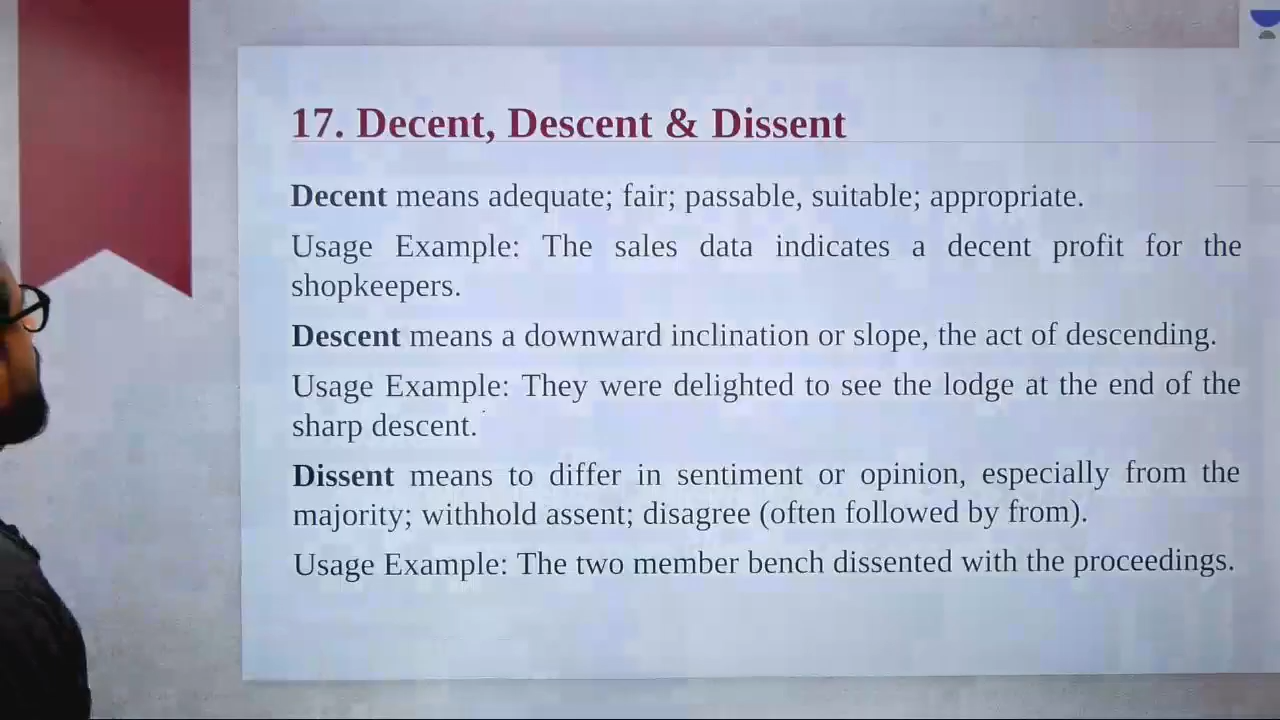 17. Decent, Descent & Dissent
Decent means adequate; fair; passable, suitable; appropriate.
Usage Example: The sales data indicates a decent profit for the
shopkeepers.
Descent means a downward inclination or slope, the act of descending.
Usage Example: They were delighted to see the lodge at the end of the
sharp descent.
Dissent means to differ in sentiment or opinion, especially from the
majority; withhold assent; disagree (often followed by from).
Usage Example: The two member bench dissented with the proceedings.